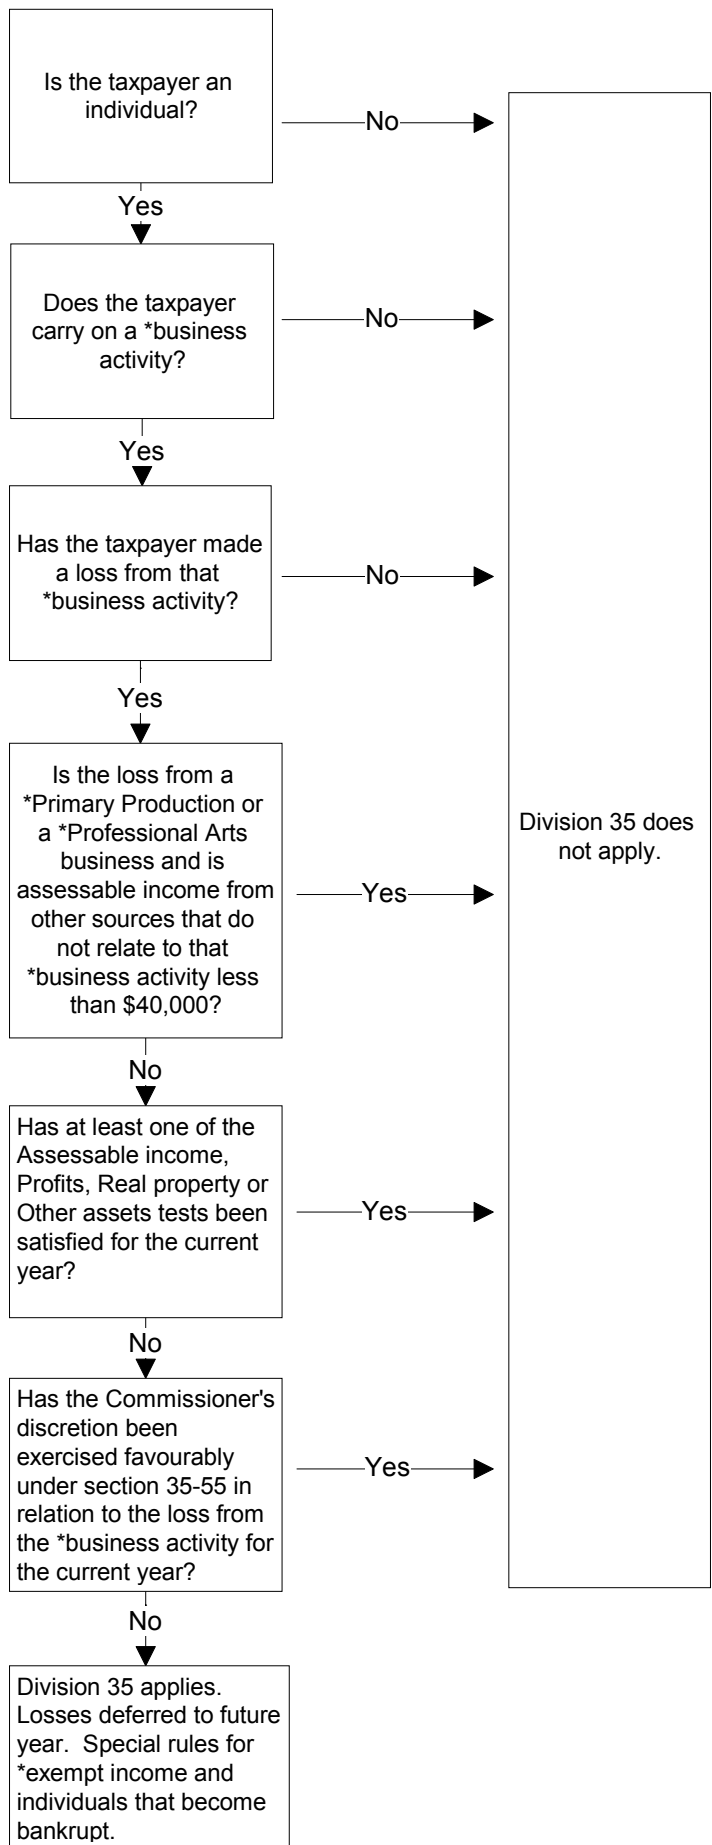 Is the taxpayer an
individual?
No
Yes
Does the taxpayer
carry on a *business
activity?
No
Yes
Has the taxpayer made
a loss from that
*business activity?
No
Yes
Is the loss from a
*Primary Production or
a *Professional Arts
business and is
assessable income from
other sources that do
not relate to that
*business activity less
than $40,000?
Yes
Division 35 does
not apply.
No
Has at least one of the
Assessable income,
Profits, Real property or
Other assets tests been
satisfied for the current
year?
Yes
No
Has the Commissioner's
discretion been
exercised favourably
under section 35-55 in
relation to the loss from
the *business activity for
the current year?
Yes
No
Division 35 applies.
Losses deferred to future
year.  Special rules for
*exempt income and
individuals that become
bankrupt.